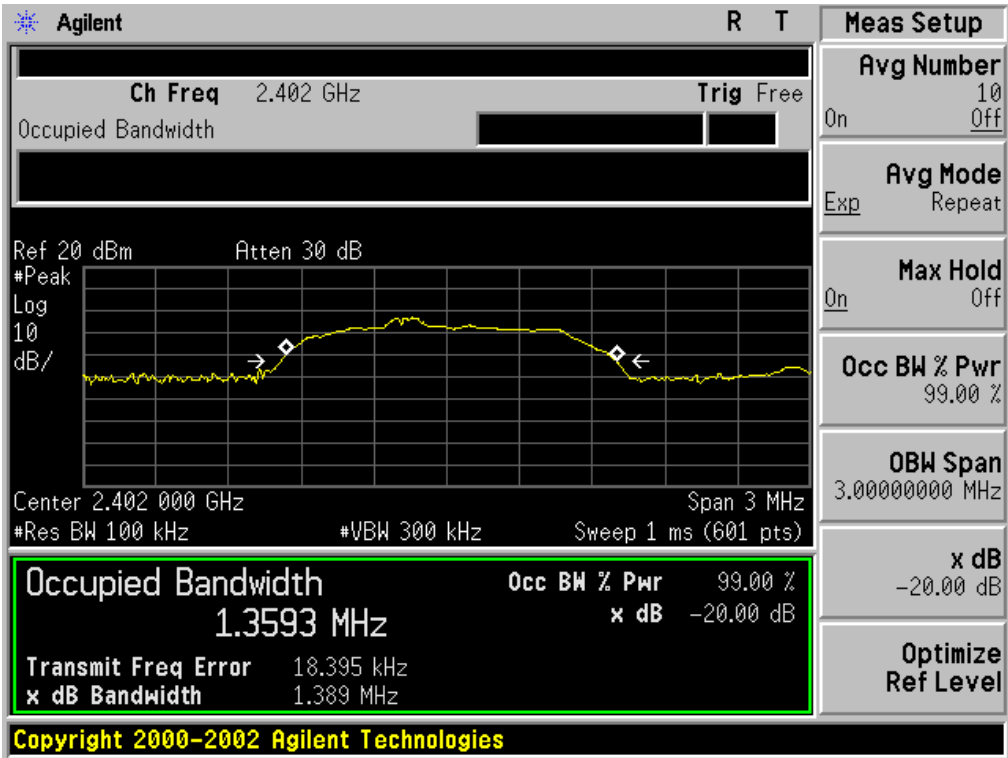 Agilent R T
Ch Freq 2.402 GHz Trig Free
Occupied Bandwidth
Ref 20 dBm Atten 30 dB
#Peak
Log
10
dB/
Center 2.402 000 GHz Span 3 MHz
#Res BW 100 kHz #VBW 300 kHz Sweep 1 ms (601 pts)
Occupied Bandwidth Occ BW % Pwr 99.00 %
1.3593 MHz x dB -20.00 dB
Transmit Freq Error 18.395 kHz
x dB Bandwidth 1.389 MHz
Copyright 2000-2002 Agilent Technologies
Meas Setup
Avg Number
10
On Off
Avg Mode
Exp Repeat
Max Hold
On Off
Occ BW % Pwr
99.00 %
OBW Span
3.00000000 MHz
x dB
-20.00 dB
Optimize
Ref Level